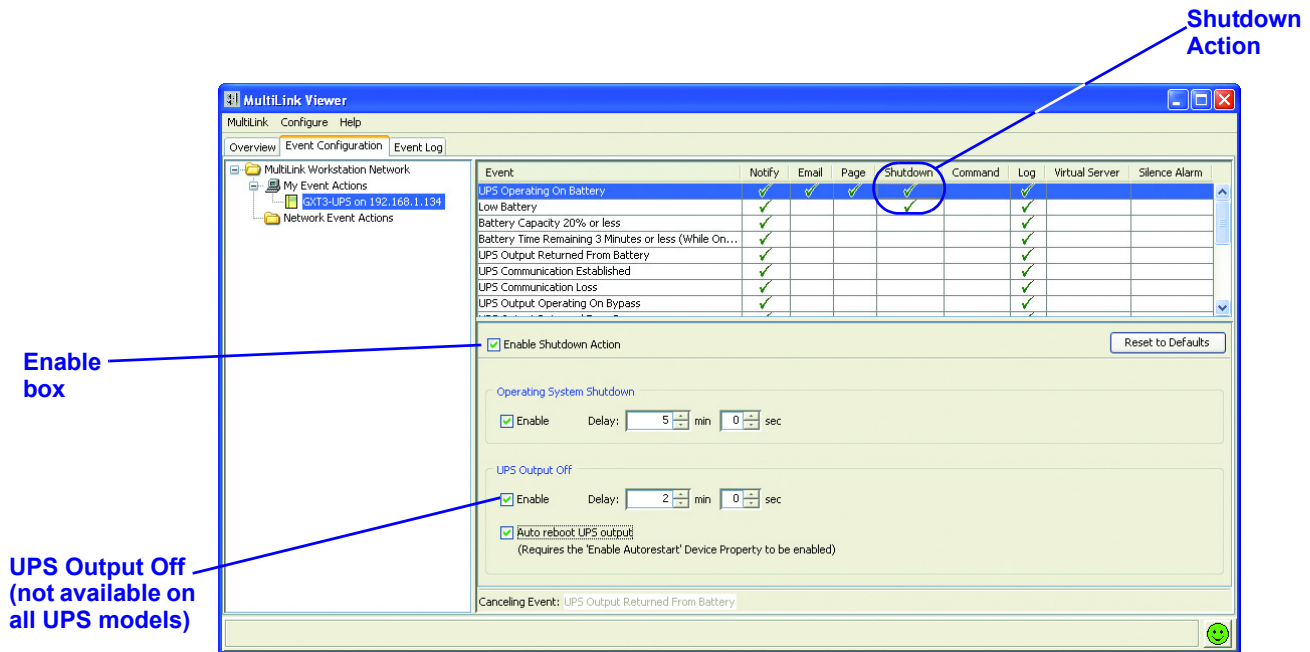 Shutdown
Action
MultiLink Viewer
MultiLink Configure Help
Overview Event Configuration Event Log
MultiLink Workstation Network
My Event Actions
GXT3-UPS on 192.168.1.134
Network Event Actions
Event Notify Email Page Shutdown Command Log Virtual Server Silence Alarm
UPS Operating On Battery
Low Battery
Battery Capacity 20% or less
Battery Time Remaining 3 Minutes or less (While On...
UPS Output Returned From Battery
UPS Communication Established
UPS Communication Loss
UPS Output Operating On Bypass
Enable
box
Enable Shutdown Action Reset to Defaults
Operating System Shutdown
Enable Delay: 5 min 0 sec
UPS Output Off
Enable Delay: 2 min 0 sec
Auto reboot UPS output
(Requires the 'Enable Autorestart' Device Property to be enabled)
UPS Output Off
(not available on
all UPS models)
Canceling Event: UPS Output Returned From Battery